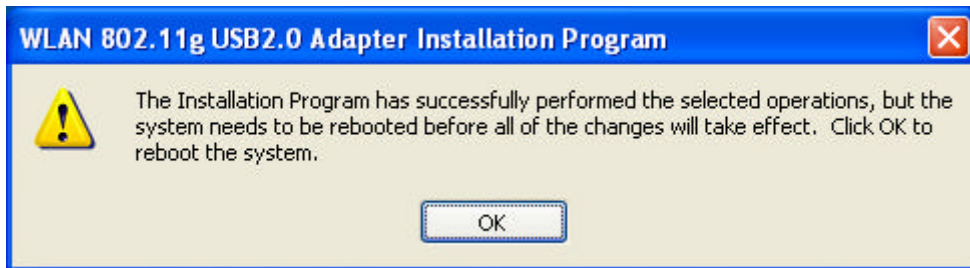 WLAN 802.11g USB2.0 Adapter Installation Program
The Installation Program has successfully performed the selected operations, but the
system needs to be rebooted before all of the changes will take effect.  Click OK to
reboot the system.
OK